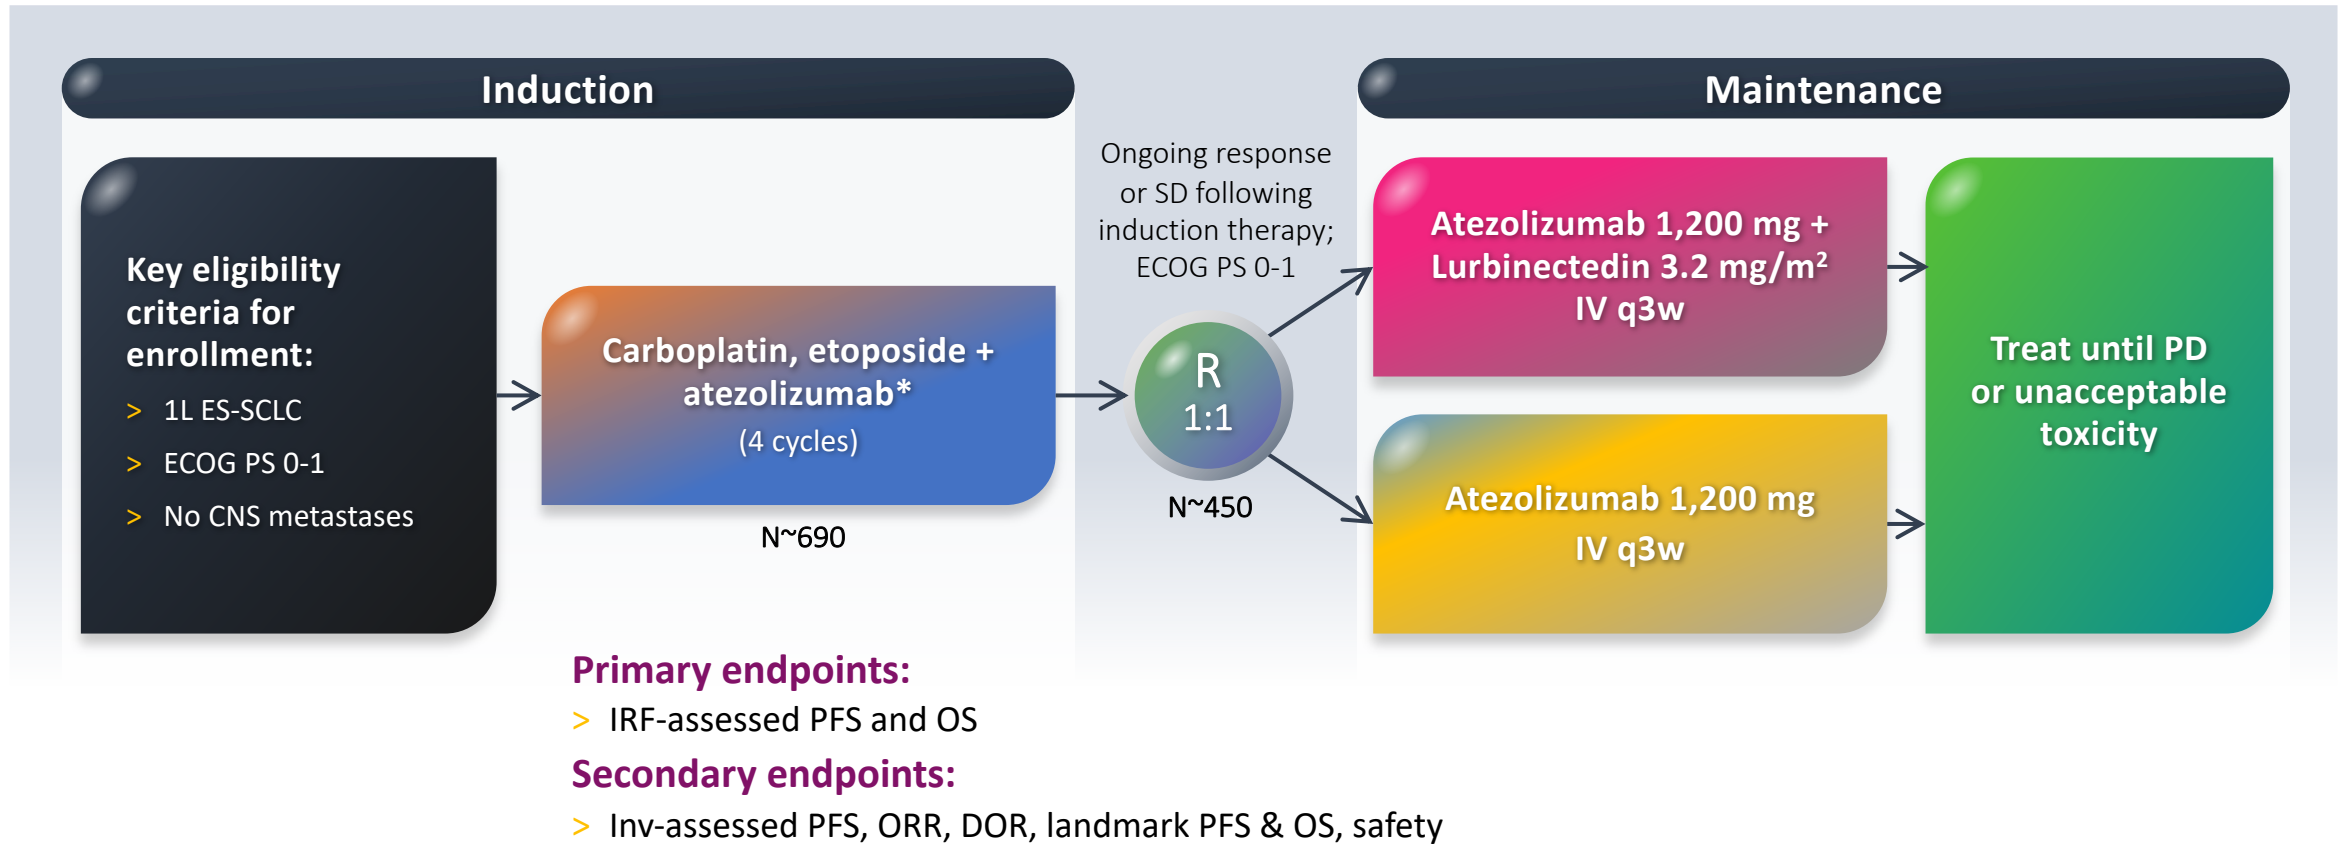 Induction
Key eligibility
criteria for
enrollment:
> 1L ES-SCLC
> ECOG PS 0-1
> No CNS metastases
Carboplatin, etoposide +
atezolizumab*
(4 cycles)
N~690
Ongoing response
or SD following
induction therapy;
ECOG PS 0-1
R
1:1
N~450
Maintenance
Atezolizumab 1,200 mg +
Lurbinectedin 3.2 mg/m²
IV q3w
Atezolizumab 1,200 mg
IV q3w
Treat until PD
or unacceptable
toxicity
Primary endpoints:
> IRF-assessed PFS and OS
Secondary endpoints:
> Inv-assessed PFS, ORR, DOR, landmark PFS & OS, safety